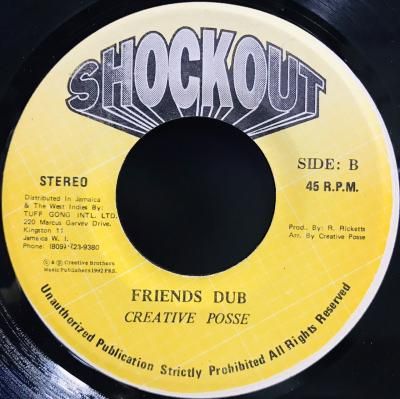 SHOCKOUT
STEREO
SIDE: B
45 R.P.M.
Distributed In Jamaica
& The West Indies By:
TUFF GONG INTL. LTD.
220 Marcus Garvey Drive.
Kingston 11
Jamaica W. I.
Phone: (809)-923-9380
Prod.. By: R. Ricketts
Arr. By Creative Posse
© & ℗ Creative Brothers
Music Publishers 1992 PRS.
FRIENDS DUB
CREATIVE POSSE
Unauthorized Publication Strictly Prohibited All Rights Reserved